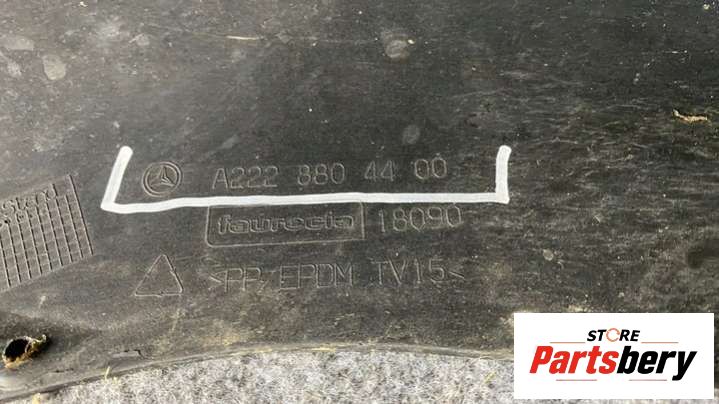 A222 880 44 00
faurecia 18090
>PP/EPDM TV15<
STORE
Partsbery